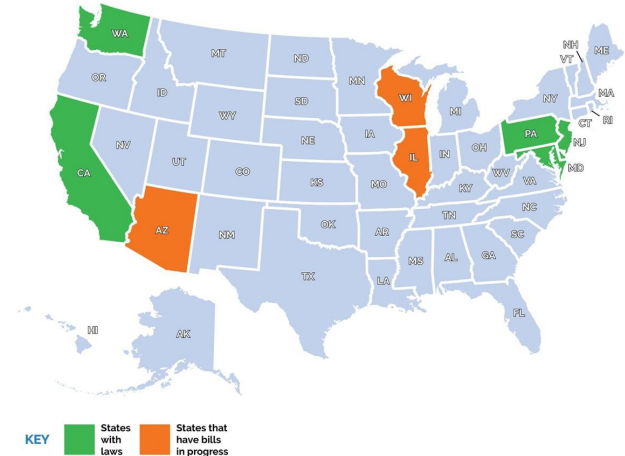 WA
MT
ND
MN
OR
ID
SD
WI
WY
MI
NH
VT
ME
NY
MA
RI
CT
PA
NJ
MD
IA
NE
NV
UT
CO
CA
KS
MO
IL
IN
OH
WV
VA
KY
NC
TN
SC
AZ
NM
OK
AR
MS
AL
GA
LA
TX
FL
HI
AK
KEY
States
with
laws
States that
have bills
in progress